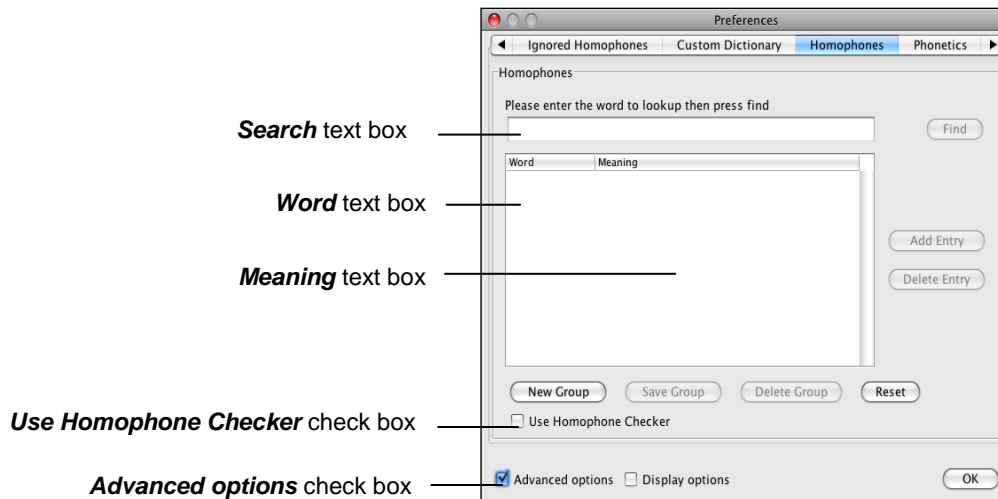 Preferences
Ignored Homophones Custom Dictionary Homophones Phonetics
Homophones
Please enter the word to lookup then press find
Search text box
Find
Word Meaning
Word text box
Add Entry
Meaning text box
Delete Entry
New Group Save Group Delete Group Reset
Use Homophone Checker check box
Use Homophone Checker
Advanced options check box
Advanced options Display options OK